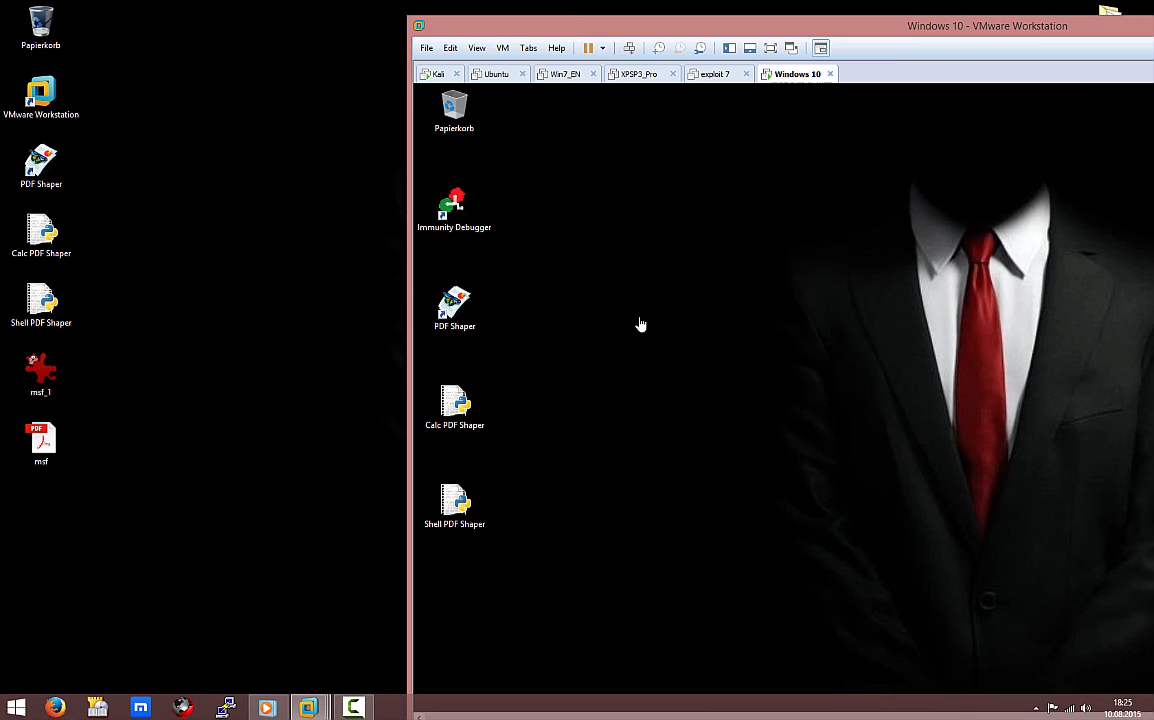 Papierkorb
VMware Workstation
PDF Shaper
Calc PDF Shaper
Shell PDF Shaper
msf_1
PDF
msf
Windows 10 - VMware Workstation
File Edit View VM Tabs Help
Kali Ubuntu Win7_EN XPSP3_Pro exploit 7 Windows 10
Papierkorb
Immunity Debugger
PDF Shaper
Calc PDF Shaper
Shell PDF Shaper
18:25
10.08.2015